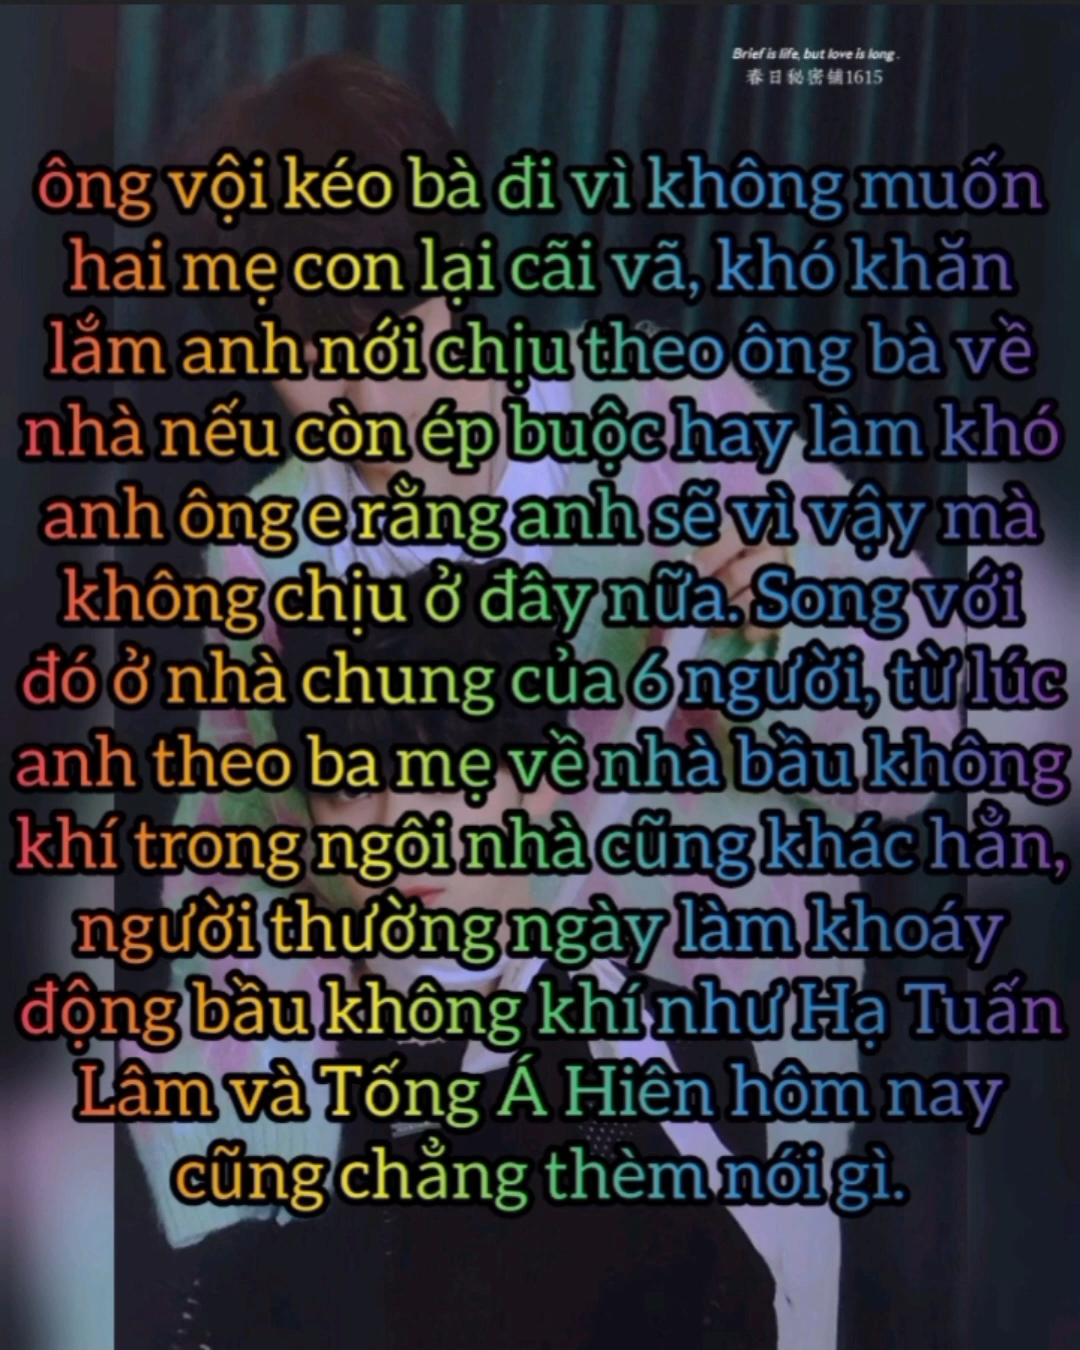 Brief is life, but love is long.
春日秘密铺1615
ông vội kéo bà đi vì không muốn
hai mẹ con lại cãi vã, khó khăn
lắm anh nới chịu theo ông bà về
nhà nếu còn ép buộc hay làm khó
anh ông e rằng anh sẽ vì vậy mà
không chịu ở đây nữa. Song với
đó ở nhà chung của 6 người, từ lúc
anh theo ba mẹ về nhà bầu không
khí trong ngôi nhà cũng khác hẳn,
người thường ngày làm khoáy
động bầu không khí như Hạ Tuấn
Lâm và Tống Á Hiên hôm nay
cũng chẳng thèm nói gì.